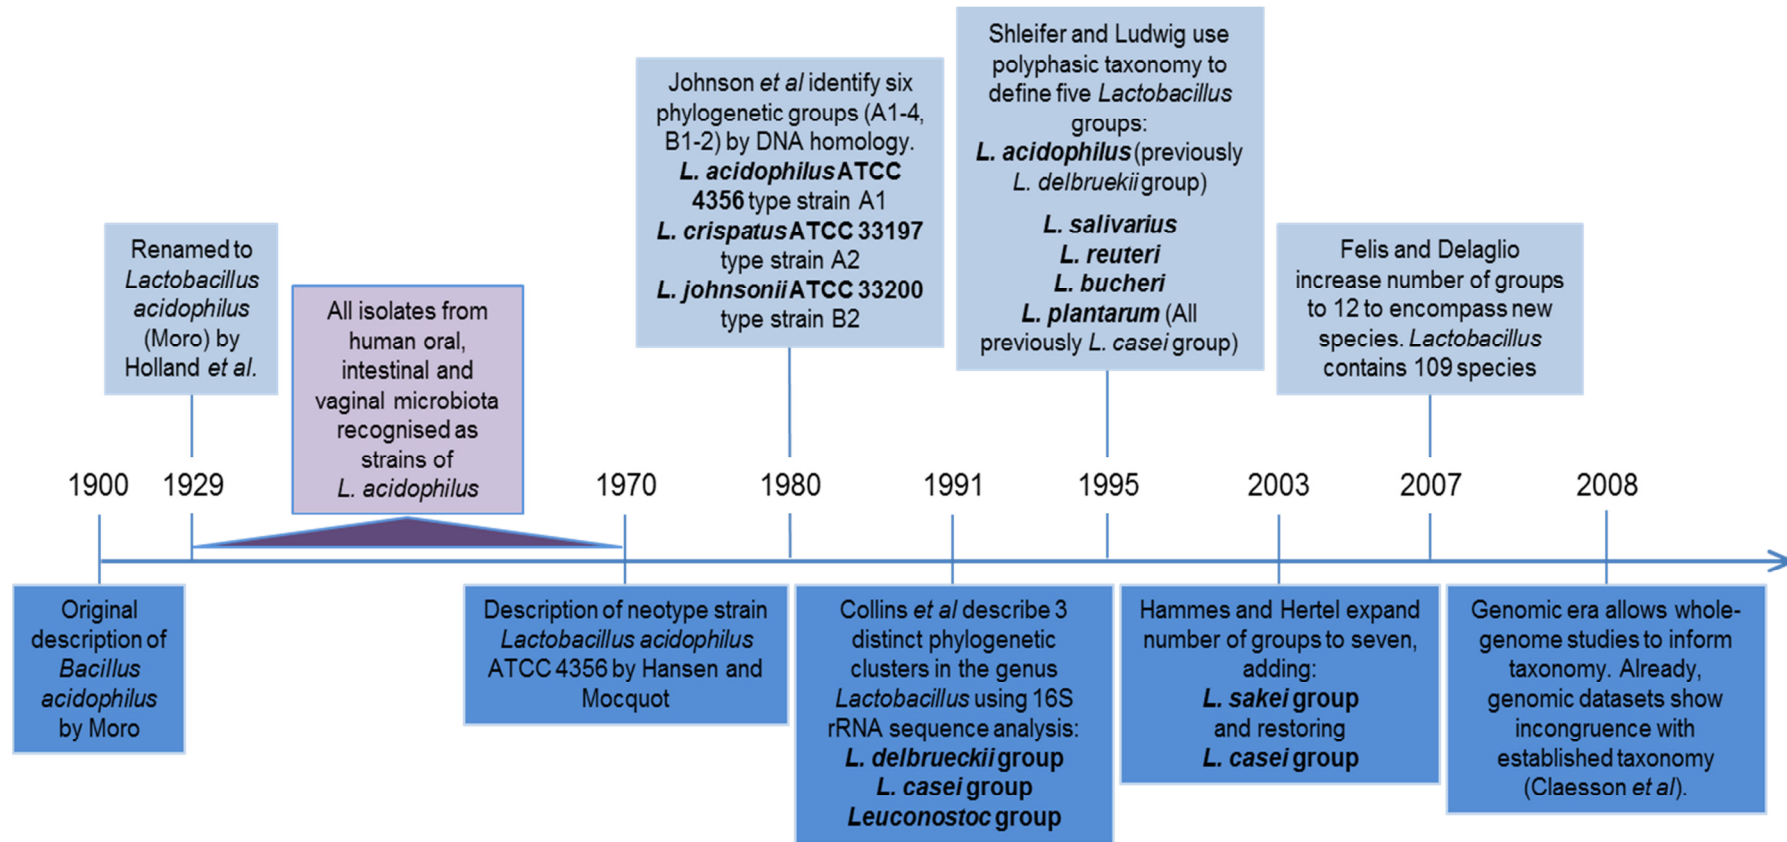 Shleifer and Ludwig use
polyphasic taxonomy to
define five Lactobacillus
groups:
L. acidophilus (previously
L. delbruekii group)
L. salivarius
L. reuteri
L. bucheri
L. plantarum (All
previously L. casei group)
Johnson et al identify six
phylogenetic groups (A1-4,
B1-2) by DNA homology.
L. acidophilus ATCC
4356 type strain A1
L. crispatus ATCC 33197
type strain A2
L. johnsonii ATCC 33200
type strain B2
Renamed to
Lactobacillus
acidophilus
(Moro) by
Holland et al.
All isolates from
human oral,
intestinal and
vaginal microbiota
recognised as
strains of
L. acidophilus
Felis and Delaglio
increase number of groups
to 12 to encompass new
species. Lactobacillus
contains 109 species
1900 1929 1970 1980 1991 1995 2003 2007 2008
Original
description of
Bacillus
acidophilus
by Moro
Description of neotype strain
Lactobacillus acidophilus
ATCC 4356 by Hansen and
Mocquot
Collins et al describe 3
distinct phylogenetic
clusters in the genus
Lactobacillus using 16S
rRNA sequence analysis:
L. delbrueckii group
L. casei group
Leuconostoc group
Hammes and Hertel expand
number of groups to seven,
adding:
L. sakei group
and restoring
L. casei group
Genomic era allows whole-
genome studies to inform
taxonomy. Already,
genomic datasets show
incongruence with
established taxonomy
(Claesson et al).